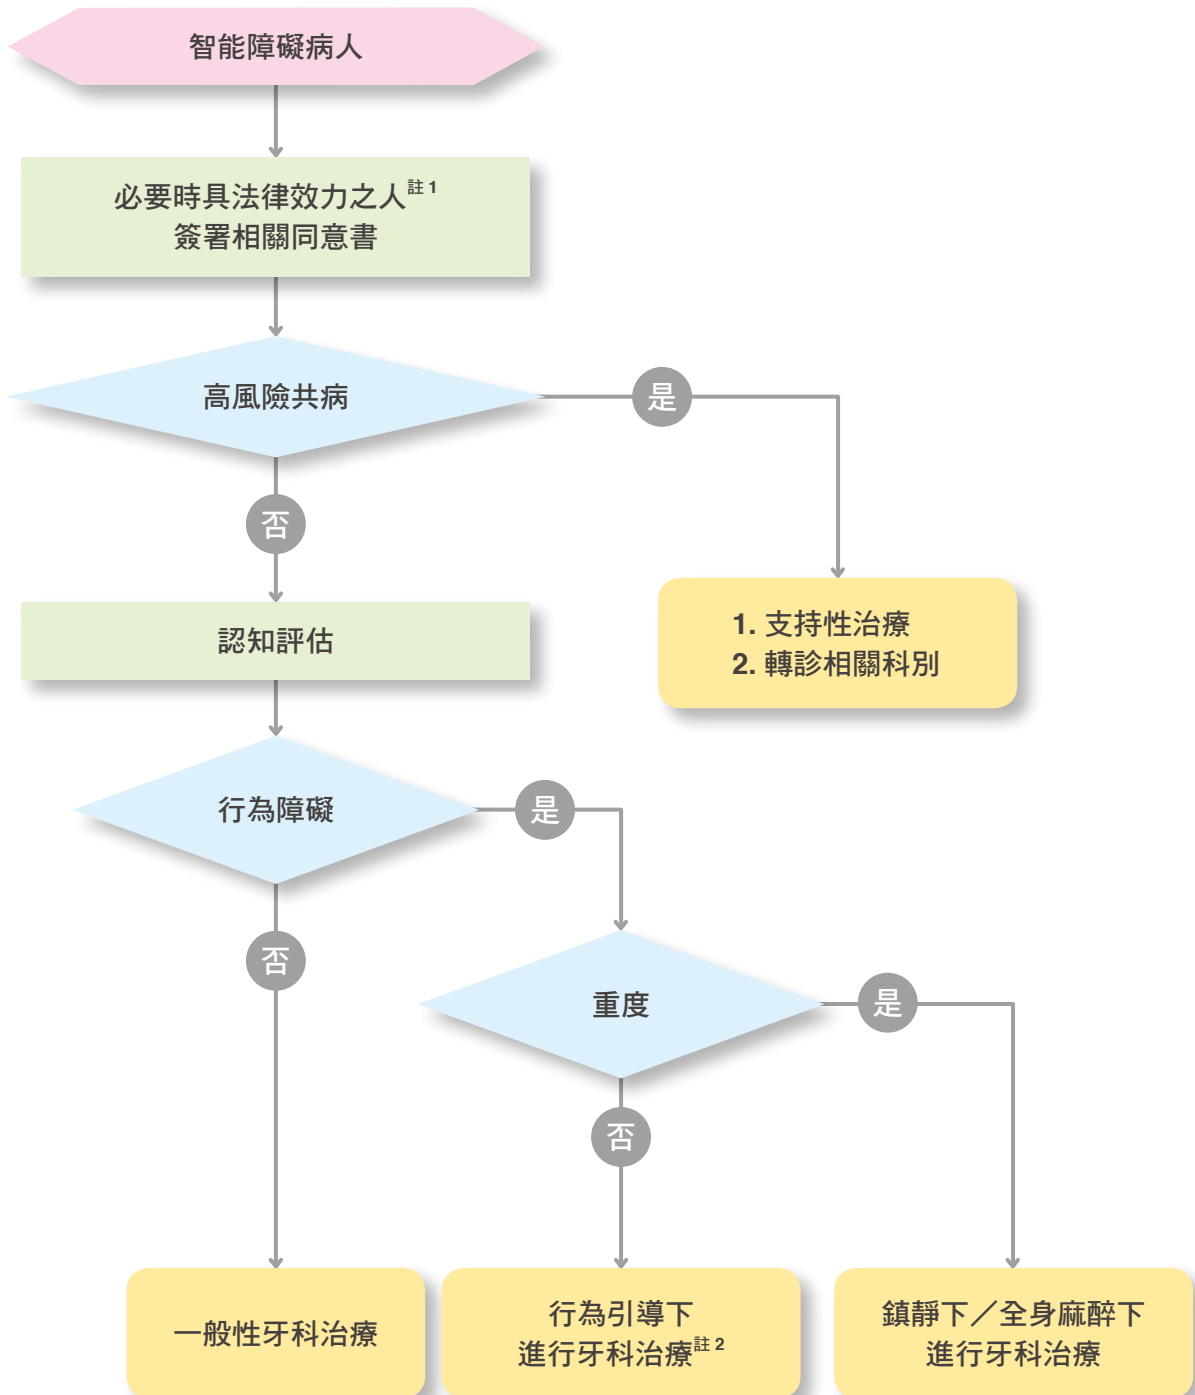 智能障礙病人
必要時具法律效力之人註 1
簽署相關同意書
高風險共病
是
否
1. 支持性治療
2. 轉診相關科別
認知評估
行為障礙
是
否
重度
是
否
一般性牙科治療
行為引導下
進行牙科治療註 2
鎮靜下／全身麻醉下
進行牙科治療